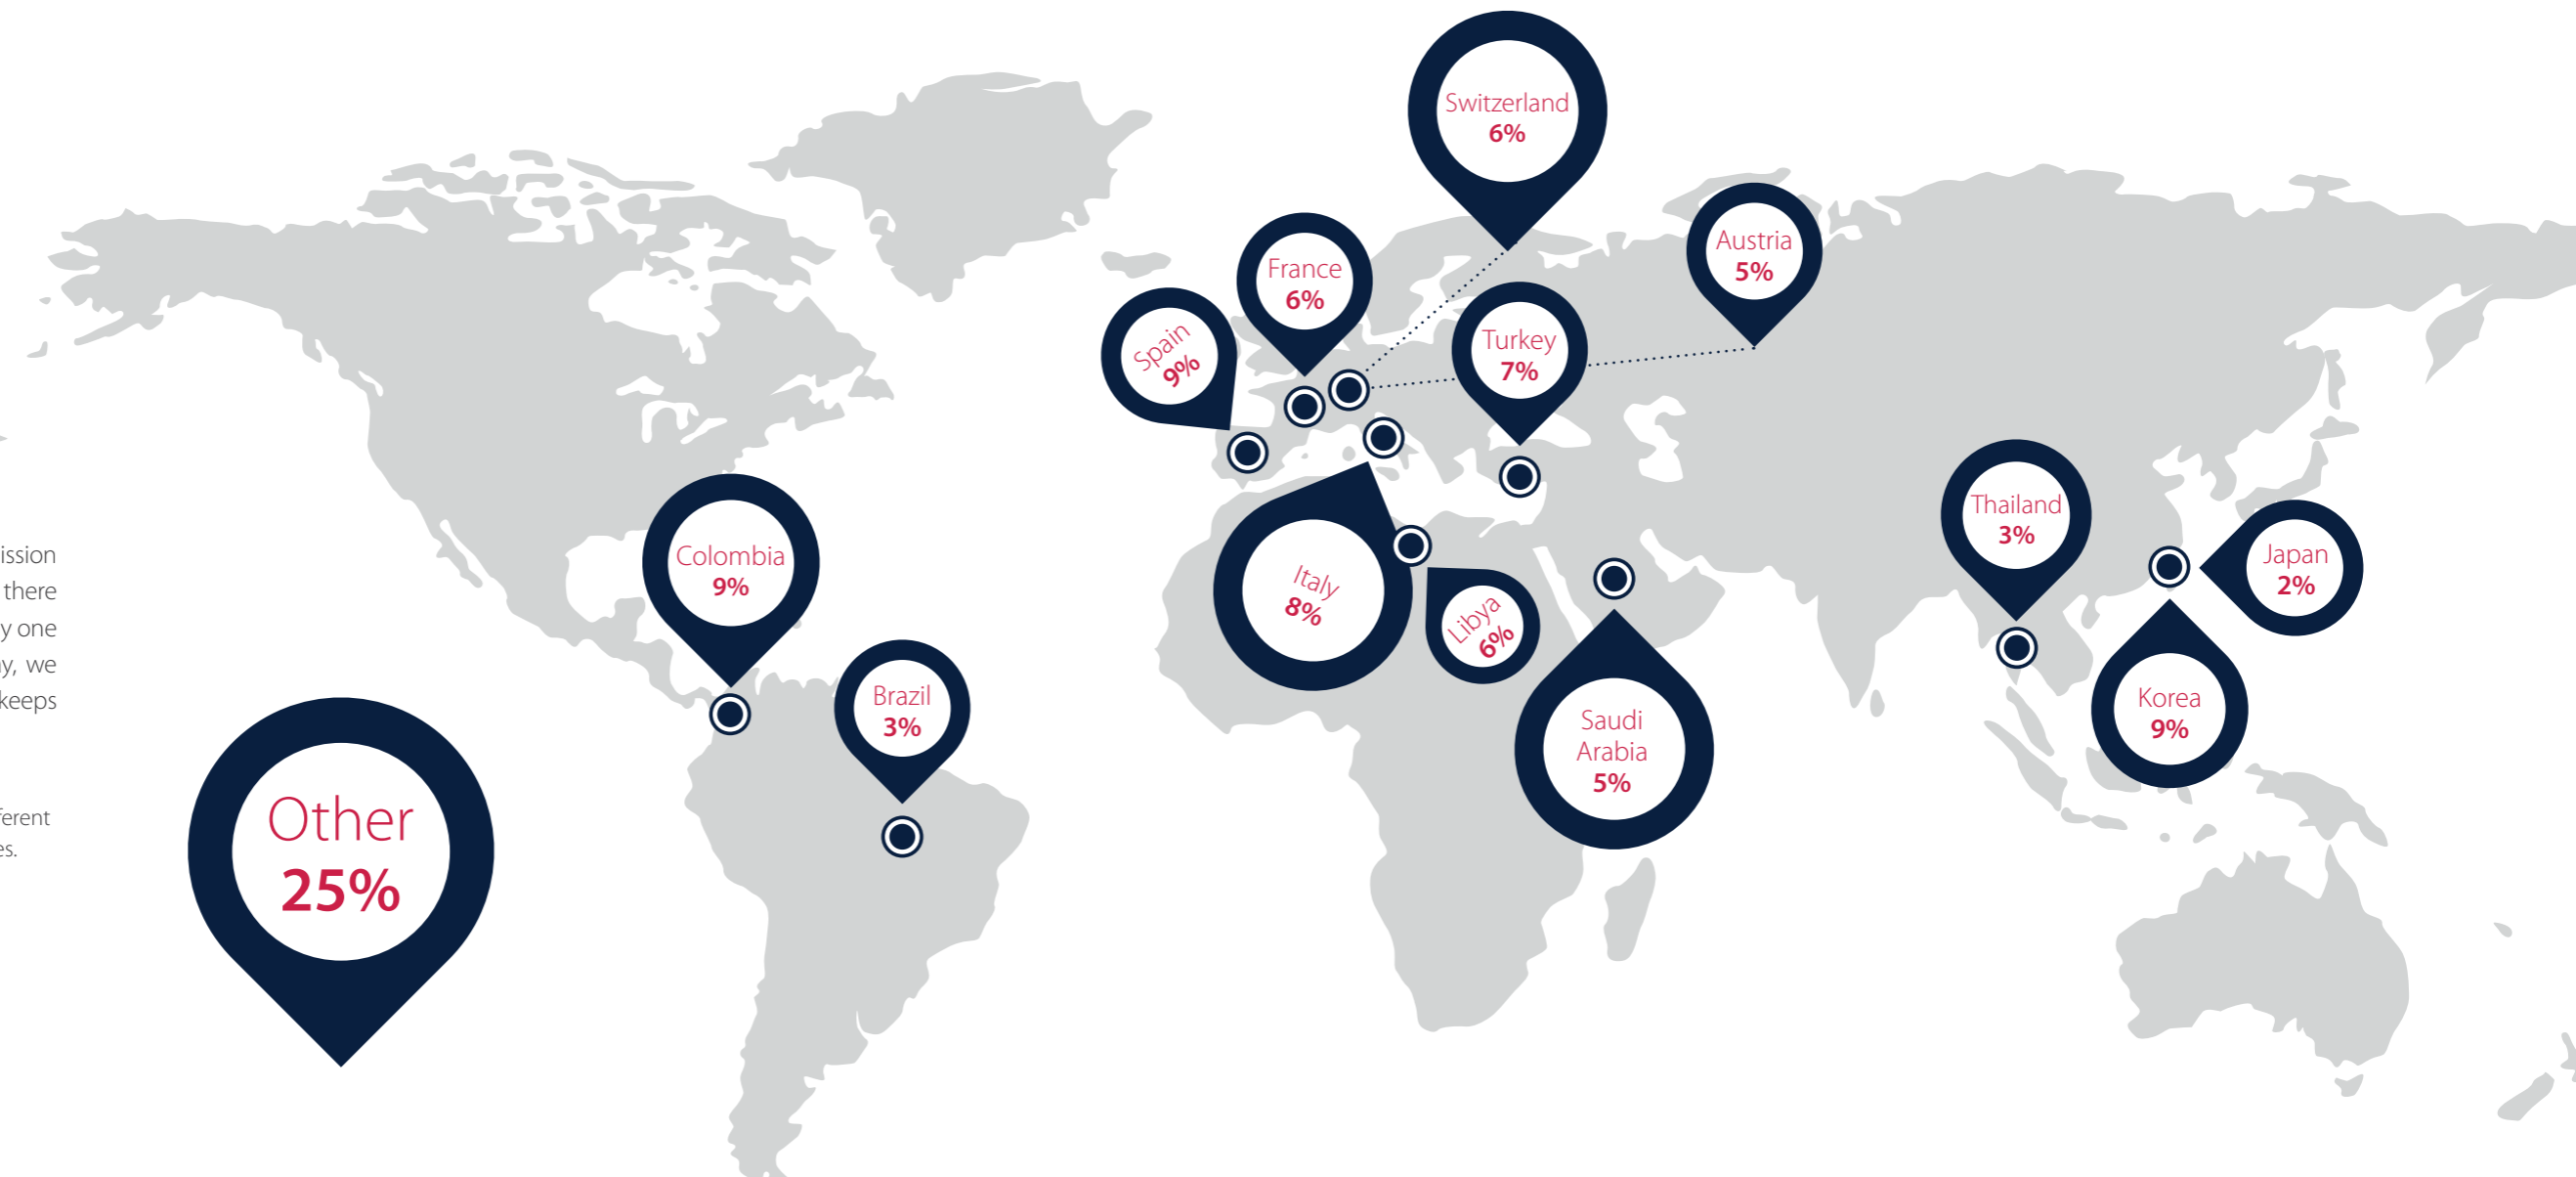 ission
there
y one
y, we
keeps
ferent
es.
Switzerland
6%
Austria
5%
France
6%
Turkey
7%
Spain
9%
Colombia
9%
Italy
8%
Libya
6%
Brazil
3%
Saudi
Arabia
5%
Thailand
3%
Japan
2%
Korea
9%
Other
25%